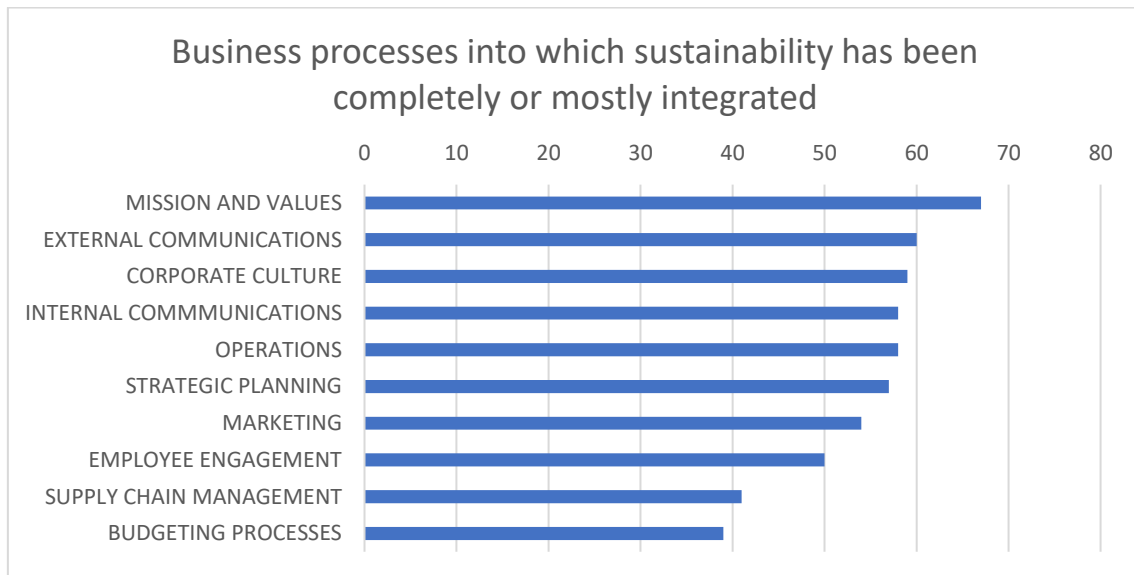 Business processes into which sustainability has been
completely or mostly integrated
0 10 20 30 40 50 60 70 80
MISSION AND VALUES
EXTERNAL COMMUNICATIONS
CORPORATE CULTURE
INTERNAL COMMMUNICATIONS
OPERATIONS
STRATEGIC PLANNING
MARKETING
EMPLOYEE ENGAGEMENT
SUPPLY CHAIN MANAGEMENT
BUDGETING PROCESSES